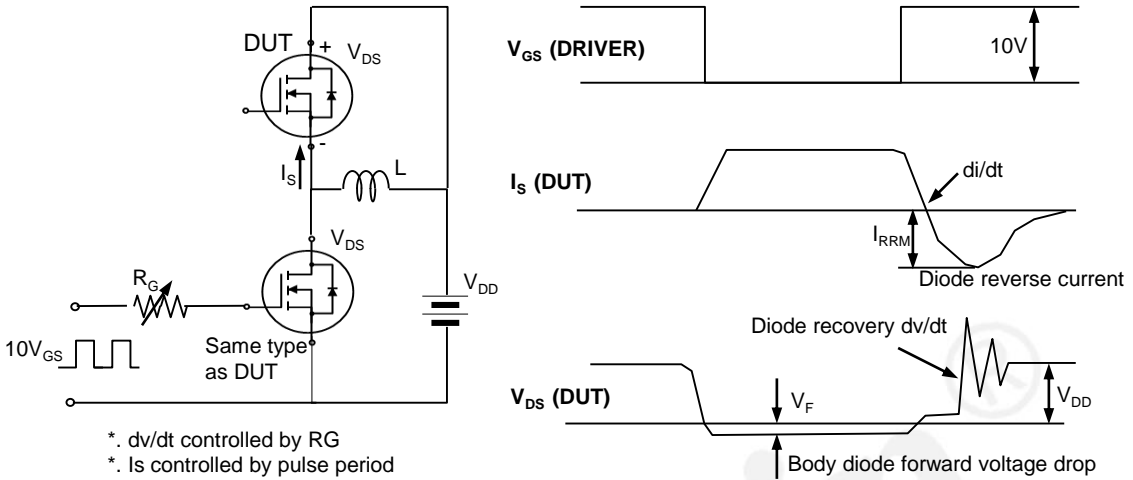 DUT
+
V_DS
-
I_S
L
V_DS
R_G
V_DD
10V_GS
Same type
as DUT
*. dv/dt controlled by RG
*. Is controlled by pulse period
V_GS (DRIVER)
10V
I_S (DUT)
di/dt
I_RRM
Diode reverse current
Diode recovery dv/dt
V_DS (DUT)
V_F
V_DD
Body diode forward voltage drop